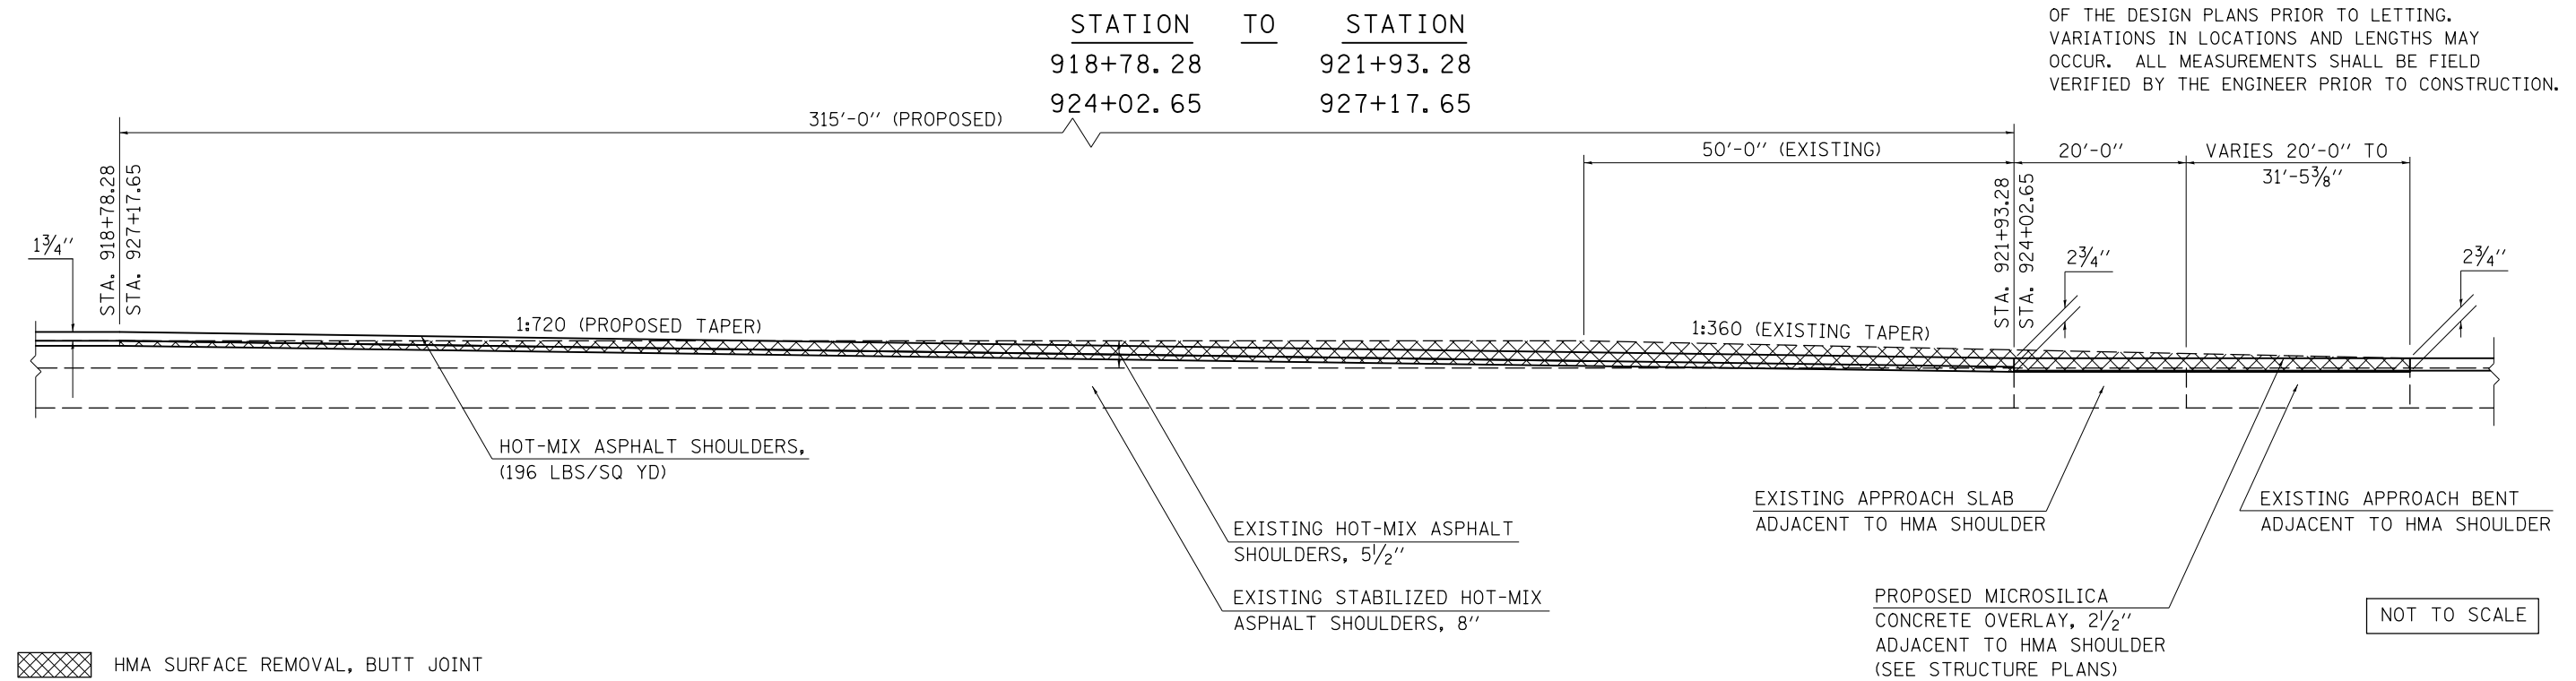 STATION TO STATION
918+78.28 921+93.28
924+02.65 927+17.65
OF THE DESIGN PLANS PRIOR TO LETTING.
VARIATIONS IN LOCATIONS AND LENGTHS MAY
OCCUR. ALL MEASUREMENTS SHALL BE FIELD
VERIFIED BY THE ENGINEER PRIOR TO CONSTRUCTION.
315'-0" (PROPOSED)
50'-0" (EXISTING)
20'-0"
VARIES 20'-0" TO
31'-5⅜"
STA. 918+78.28
STA. 927+17.65
STA. 921+93.28
STA. 924+02.65
1¾"
2¾"
2¾"
1:720 (PROPOSED TAPER)
1:360 (EXISTING TAPER)
HOT-MIX ASPHALT SHOULDERS,
(196 LBS/SQ YD)
EXISTING HOT-MIX ASPHALT
SHOULDERS, 5½"
EXISTING STABILIZED HOT-MIX
ASPHALT SHOULDERS, 8"
EXISTING APPROACH SLAB
ADJACENT TO HMA SHOULDER
EXISTING APPROACH BENT
ADJACENT TO HMA SHOULDER
PROPOSED MICROSILICA
CONCRETE OVERLAY, 2½"
ADJACENT TO HMA SHOULDER
(SEE STRUCTURE PLANS)
NOT TO SCALE
HMA SURFACE REMOVAL, BUTT JOINT